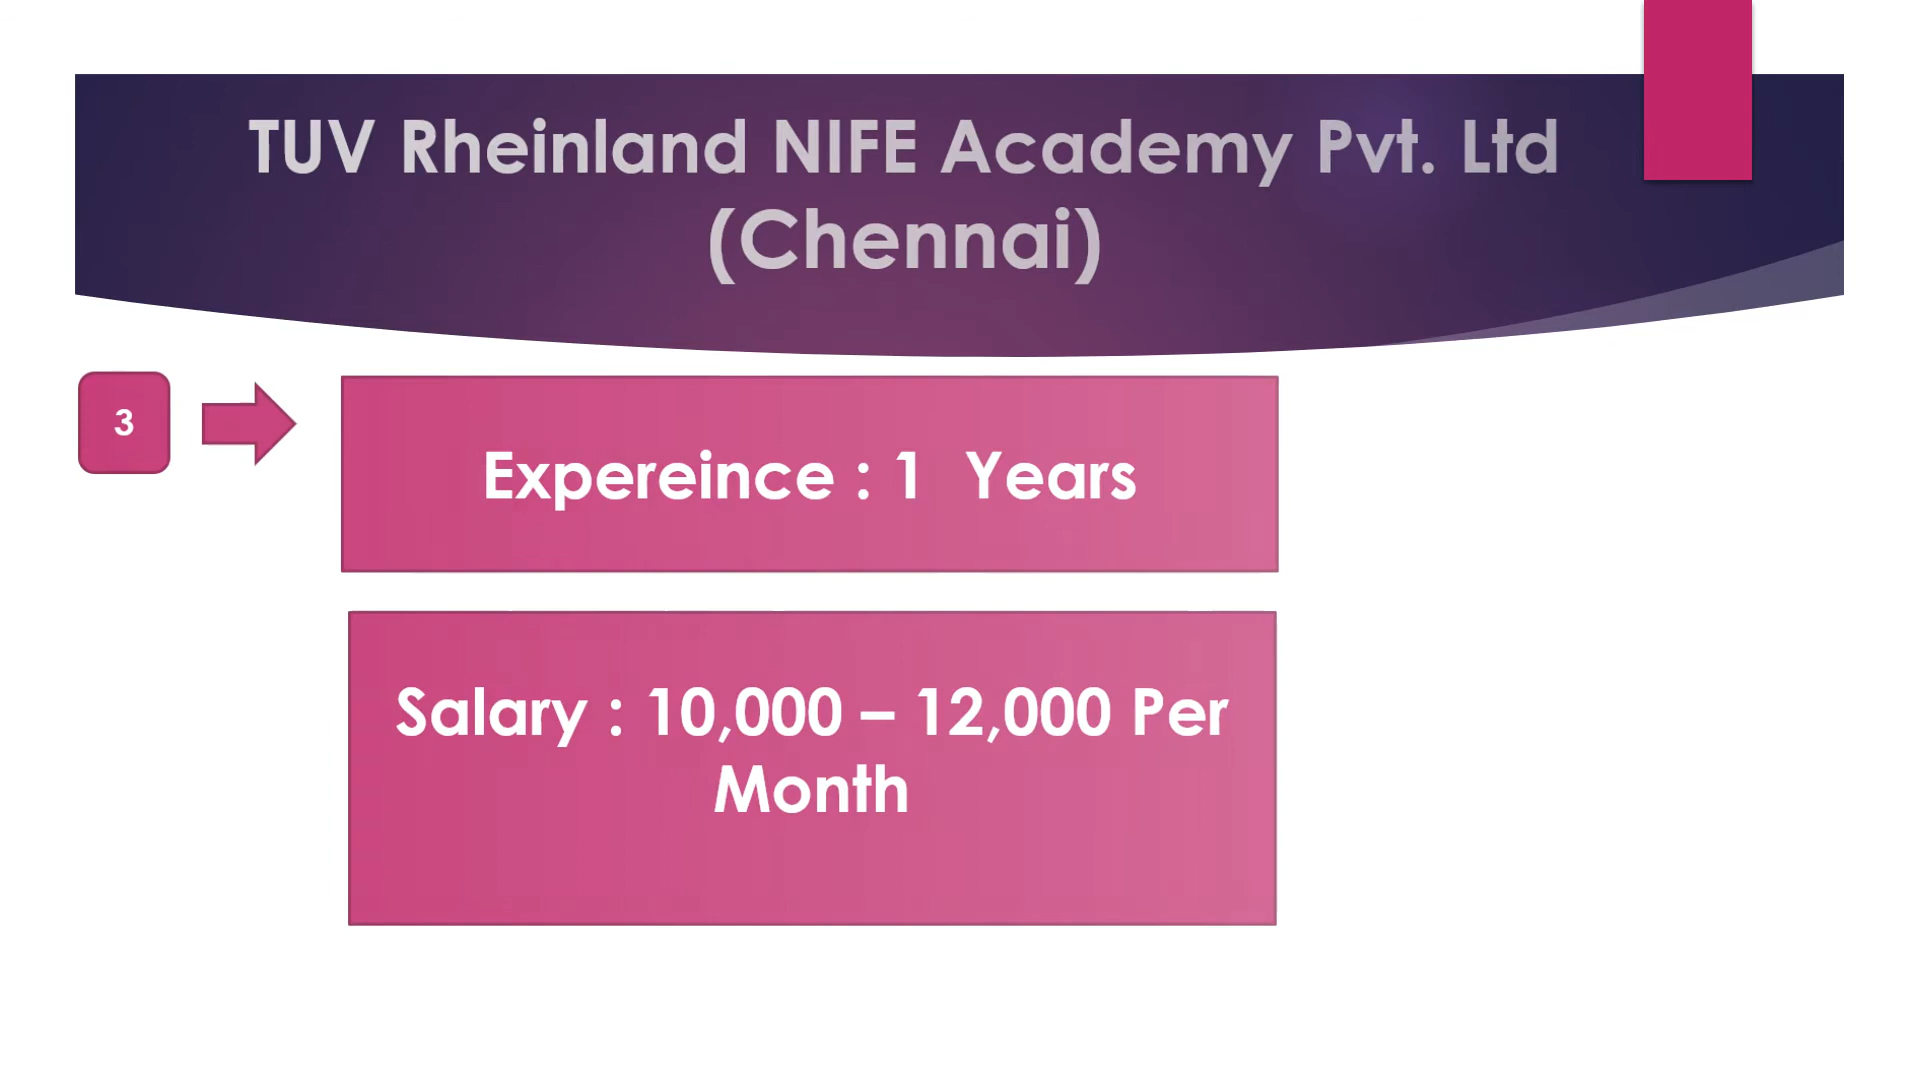 TUV Rheinland NIFE Academy Pvt. Ltd
(Chennai)
3
Expereince : 1  Years
Salary : 10,000 – 12,000 Per
Month